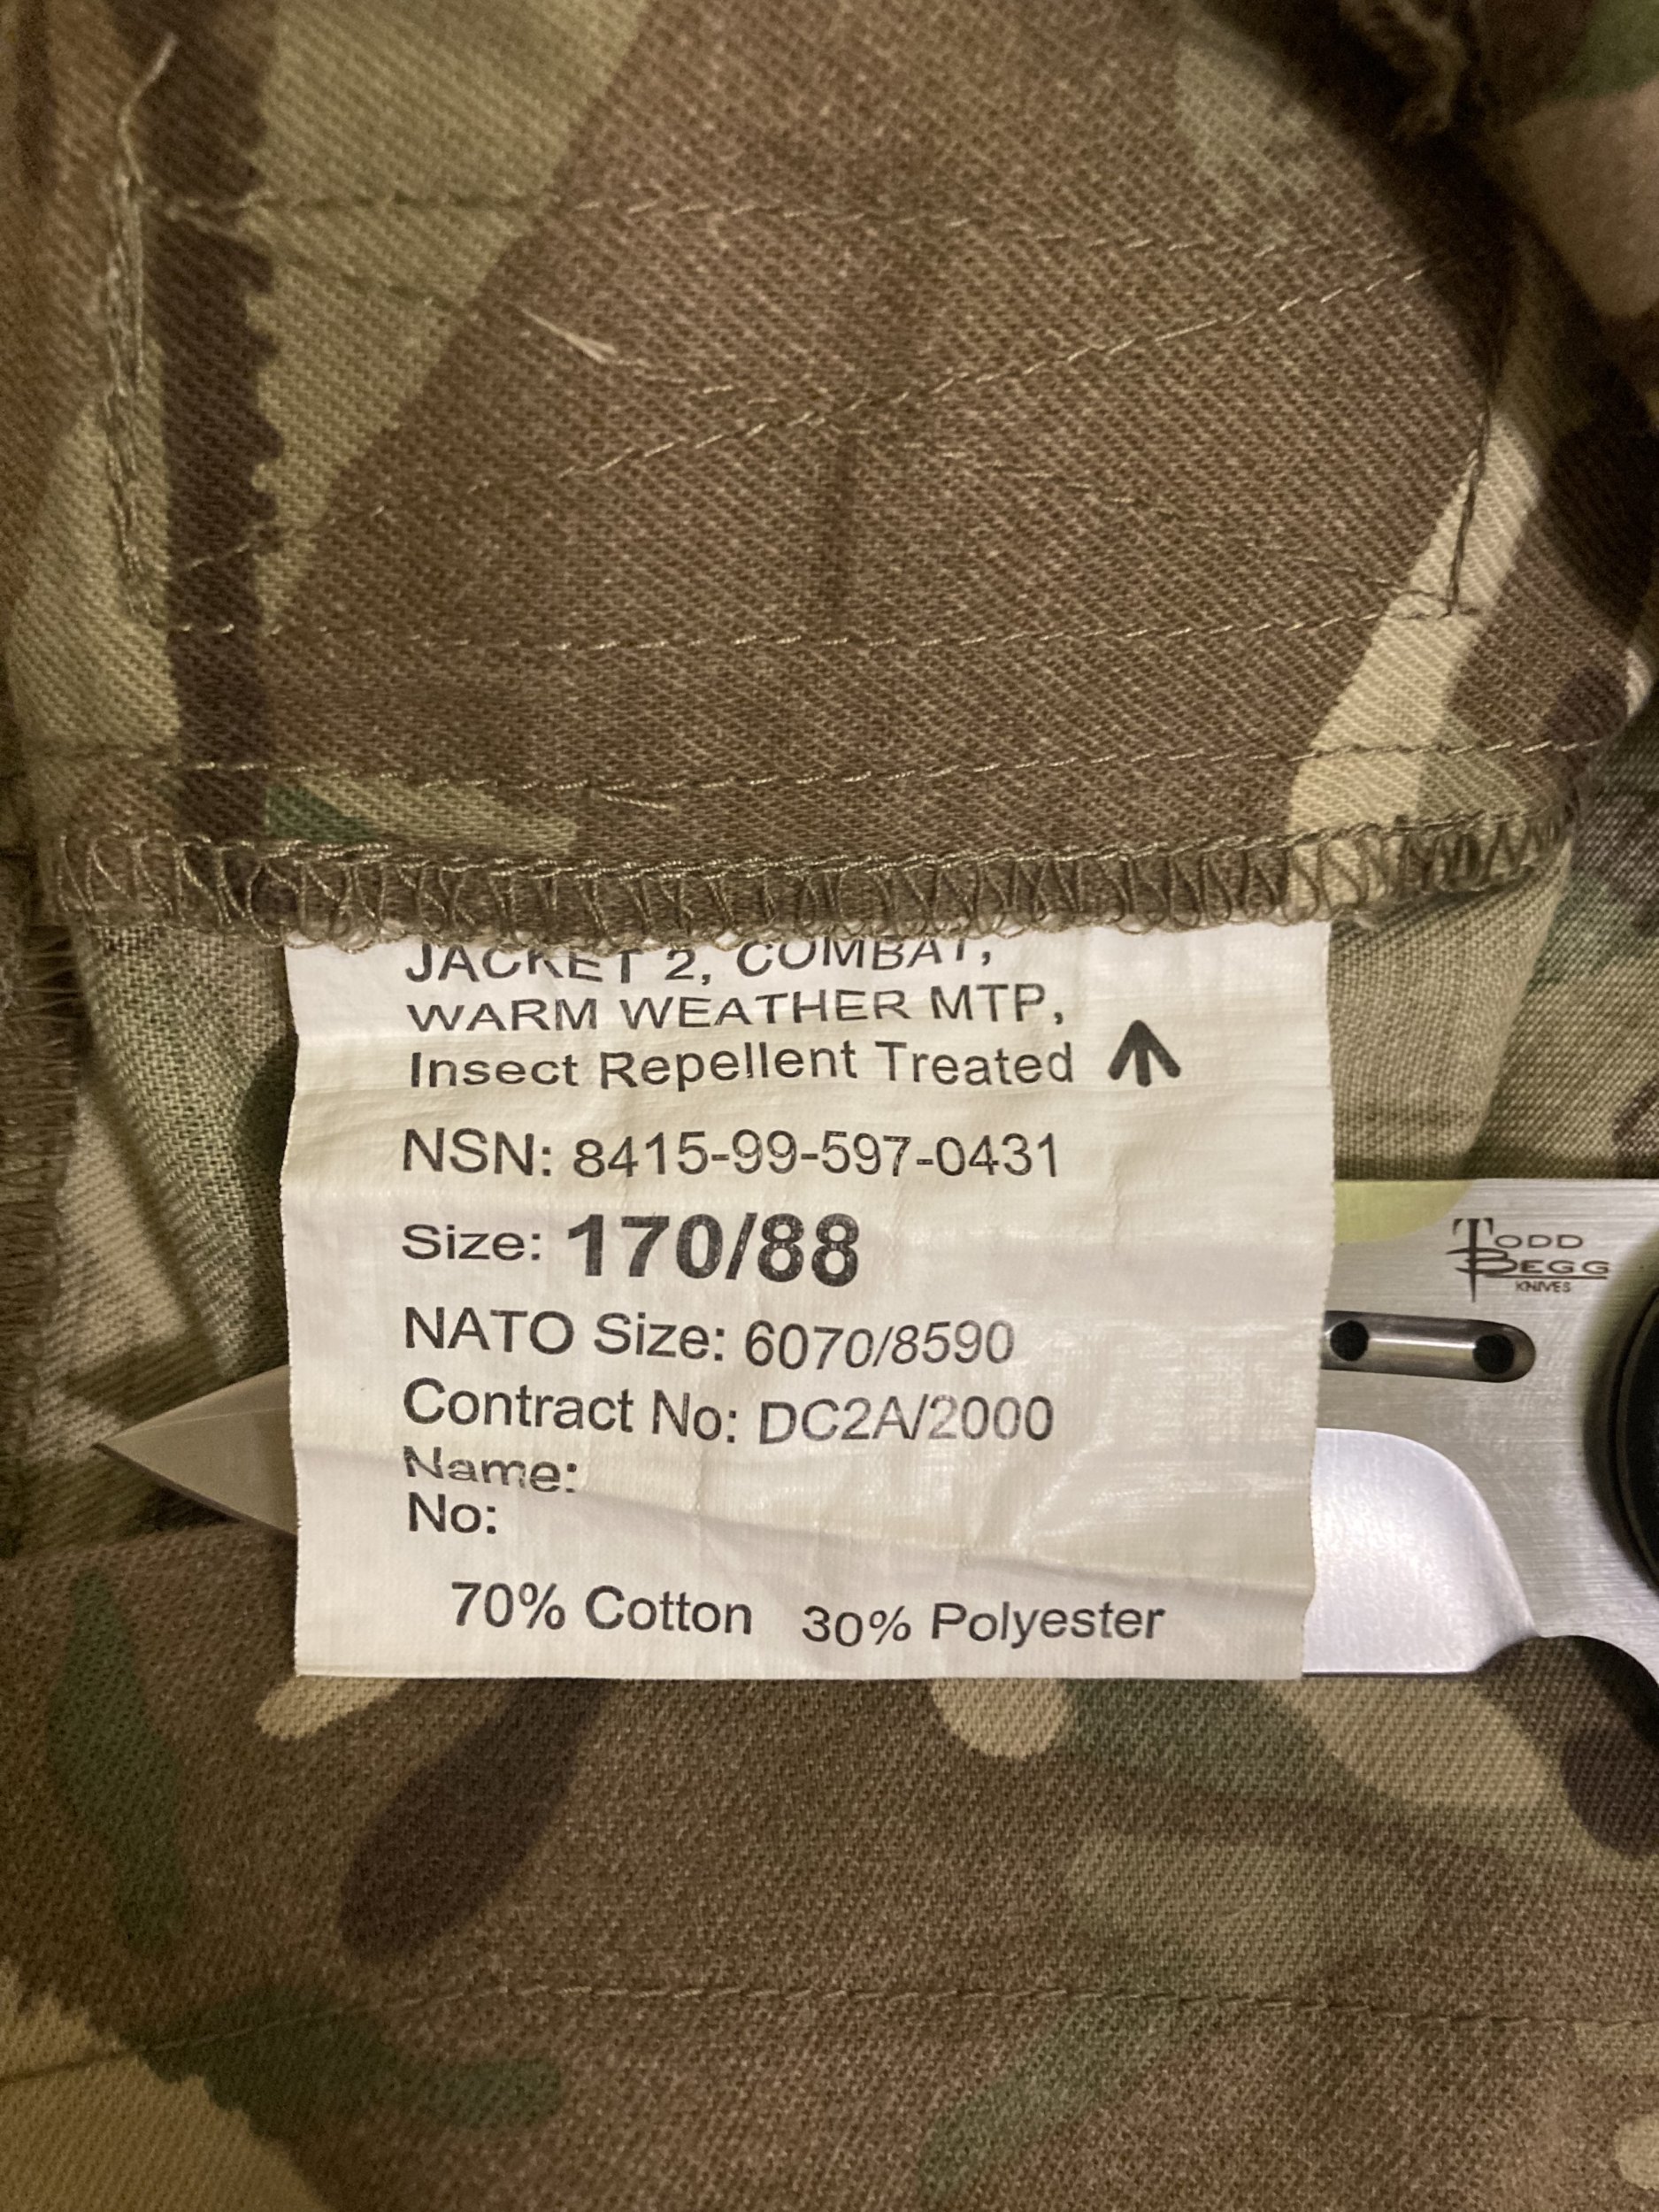 JACKET 2, COMBAT,
WARM WEATHER MTP,
Insect Repellent Treated
NSN: 8415-99-597-0431
Size: 170/88
NATO Size: 6070/8590
Contract No: DC2A/2000
Name:
No:
70% Cotton 30% Polyester
TODD
BEGG
KNIVES